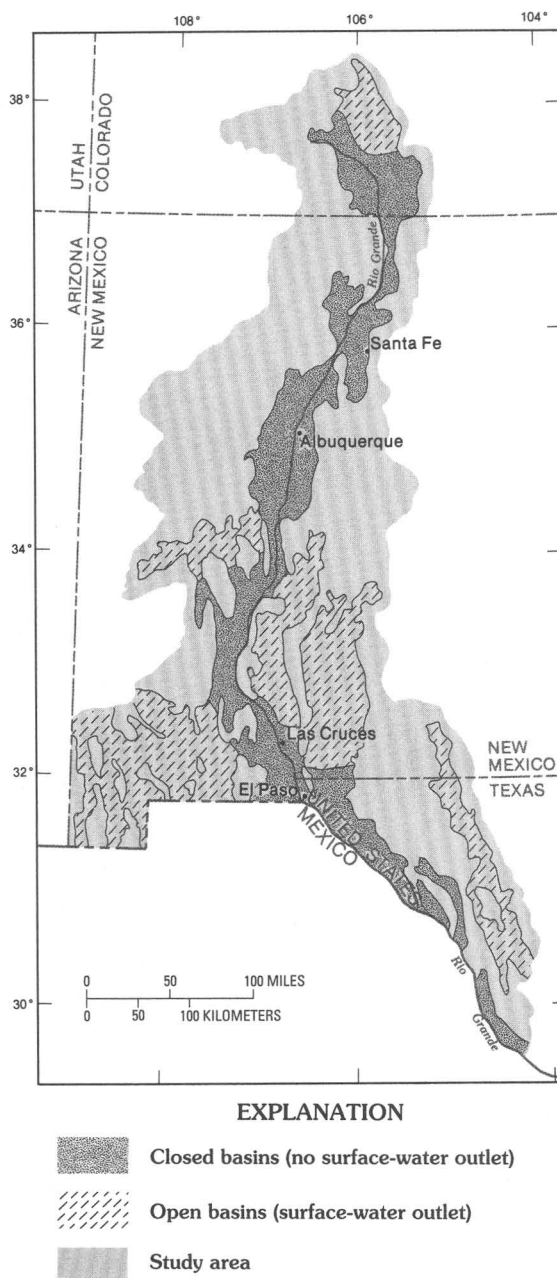 108°
106°
104°
38°
UTAH
COLORADO
ARIZONA
NEW MEXICO
Rio Grande
36°
Santa Fe
Albuquerque
34°
Las Cruces
NEW
MEXICO
TEXAS
32°
El Paso
UNITED STATES
MEXICO
Rio
Grande
0 50 100 MILES
0 50 100 KILOMETERS
30°
EXPLANATION
Closed basins (no surface-water outlet)
Open basins (surface-water outlet)
Study area